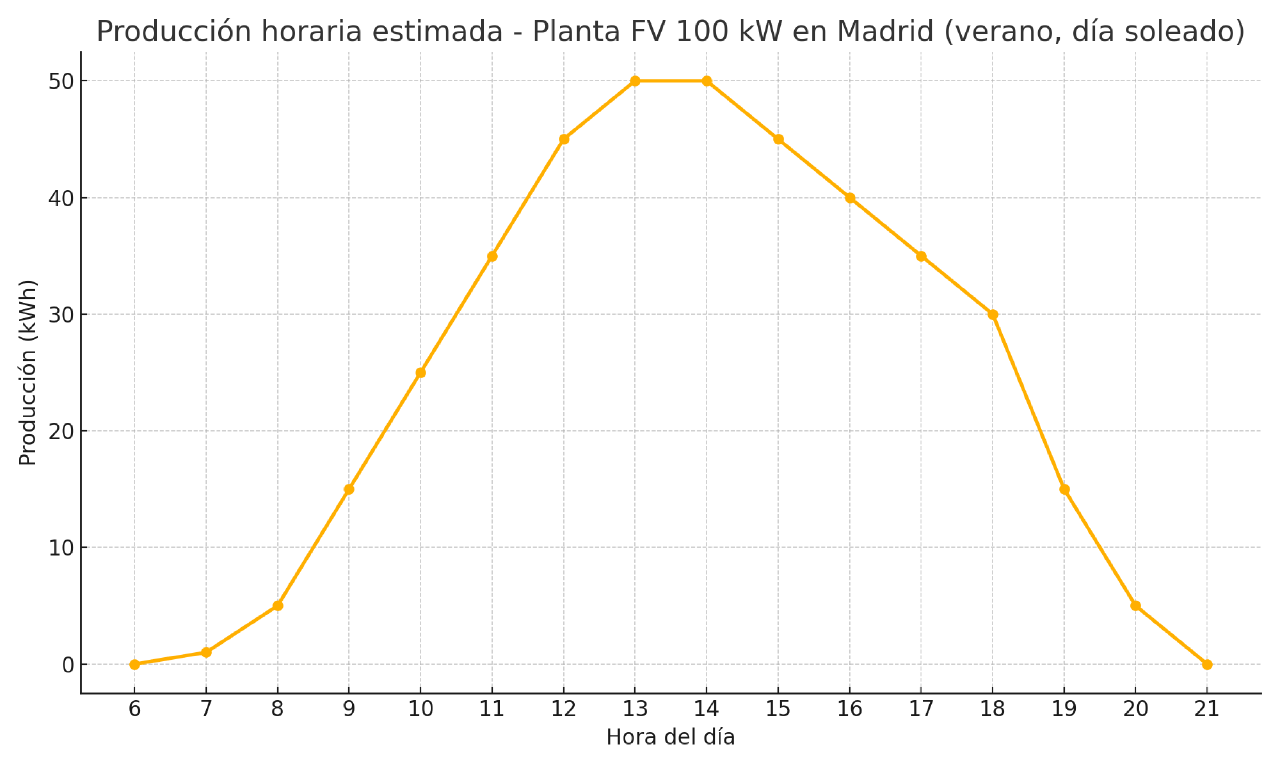 Producción horaria estimada - Planta FV 100 kW en Madrid (verano, día soleado)
Producción (kWh)
50
40
30
20
10
0
6 7 8 9 10 11 12 13 14 15 16 17 18 19 20 21
Hora del día